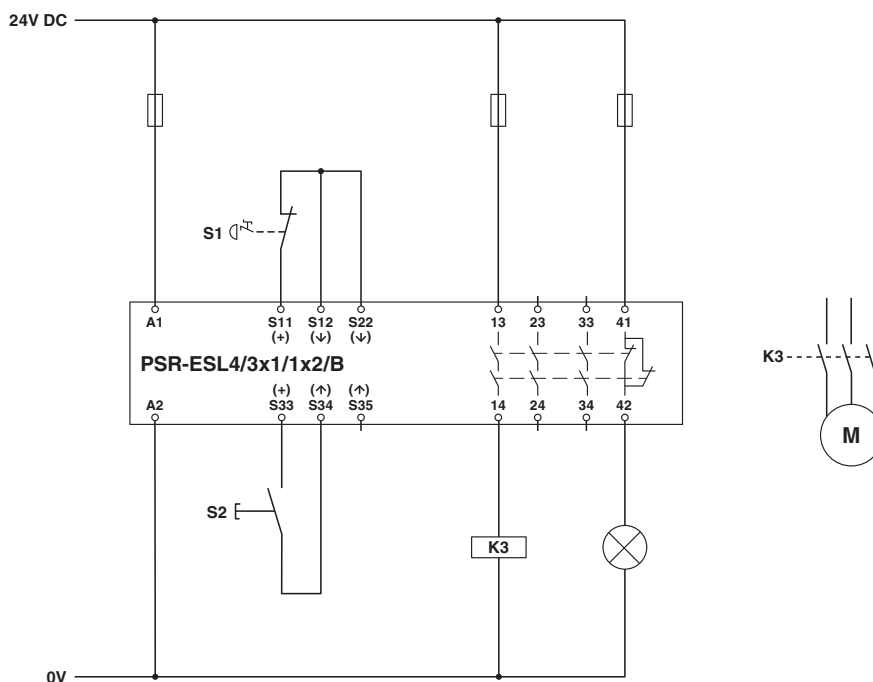 24V DC
S1
A1 S11 S12 S22 13 23 33 41
(+) (↓) (↓)
PSR-ESL4/3x1/1x2/B
(+) (↑) (↑)
A2 S33 S34 S35 14 24 34 42
K3
M
S2
K3
0V